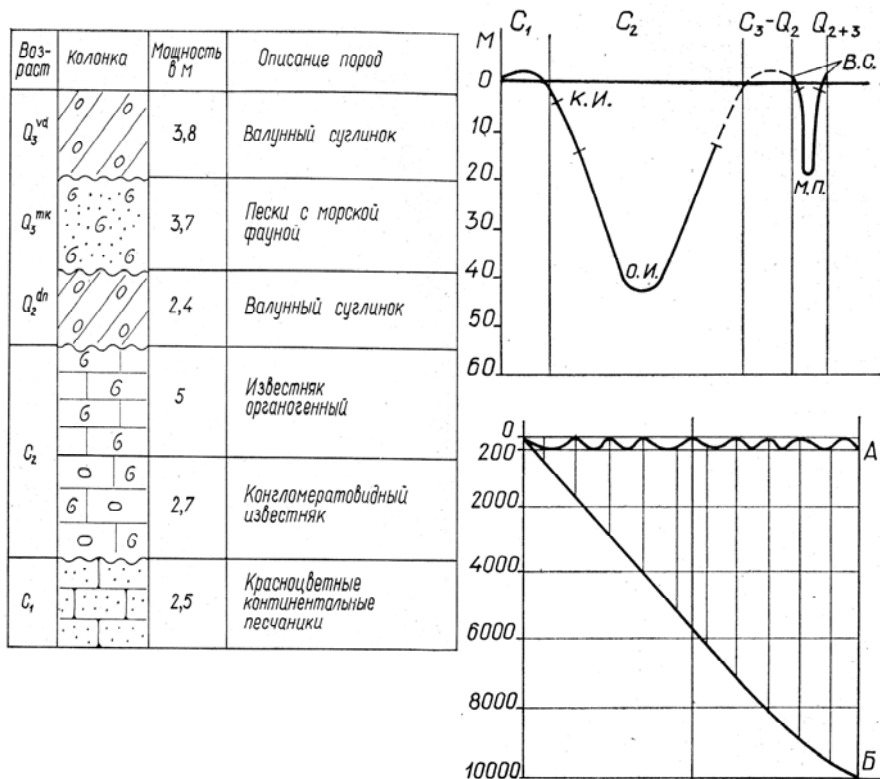 Воз-
раст
Колонка
Мощность
в м
Описание пород
Q₃ᵛᵈ
3,8
Валунный суглинок
Q₃ᵐᵏ
3,7
Пески с морской
фауной
Q₂ᵈⁿ
2,4
Валунный суглинок
C₂
5
Известняк
органогенный
2,7
Конгломератовидный
известняк
C₁
2,5
Красноцветные
континентальные
песчаники
М
C₁
C₂
C₃-Q₂
Q₂₊₃
В.С.
0
К.И.
10
20
М.П.
30
О.И.
40
50
60
0
А
200
2000
4000
6000
8000
Б
10000